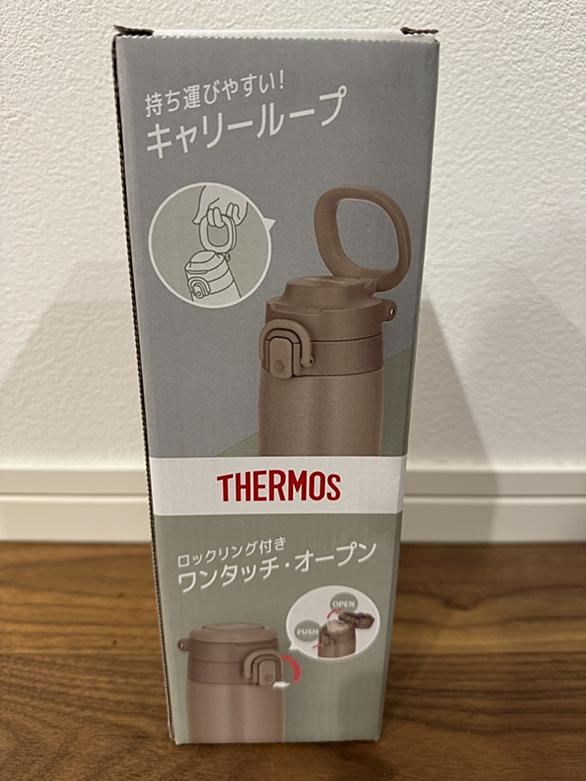 持ち運びやすい!
キャリーループ
THERMOS
ロックリング付き
ワンタッチ・オープン
OPEN
PUSH